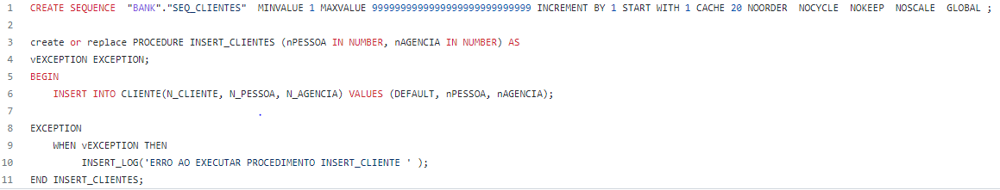 1 CREATE SEQUENCE "BANK"."SEQ_CLIENTES" MINVALUE 1 MAXVALUE 9999999999999999999999999999 INCREMENT BY 1 START WITH 1 CACHE 20 NOORDER NOCYCLE NOKEEP NOSCALE GLOBAL ;
2
3 create or replace PROCEDURE INSERT_CLIENTES (nPESSOA IN NUMBER, nAGENCIA IN NUMBER) AS
4 vEXCEPTION EXCEPTION;
5 BEGIN
6 INSERT INTO CLIENTE(N_CLIENTE, N_PESSOA, N_AGENCIA) VALUES (DEFAULT, nPESSOA, nAGENCIA);
7 .
8 EXCEPTION
9 WHEN vEXCEPTION THEN
10 INSERT_LOG('ERRO AO EXECUTAR PROCEDIMENTO INSERT_CLIENTE ' );
11 END INSERT_CLIENTES;